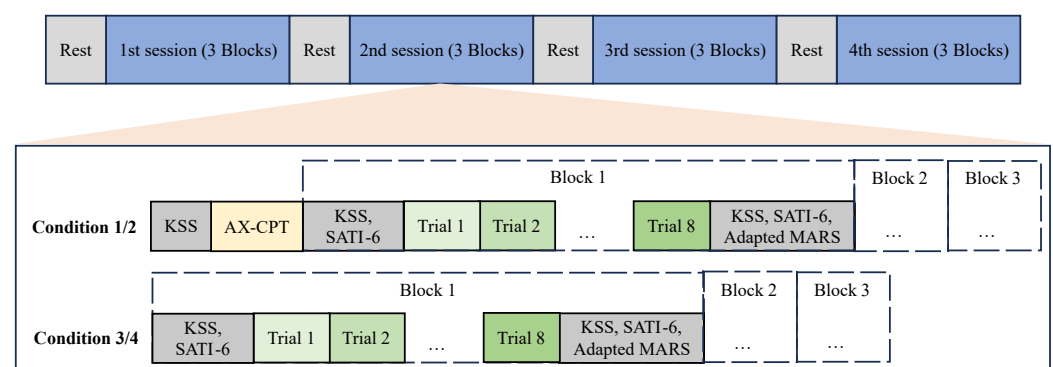 Rest 1st session (3 Blocks) Rest 2nd session (3 Blocks) Rest 3rd session (3 Blocks) Rest 4th session (3 Blocks)
Block 1 Block 2 Block 3
Condition 1/2 KSS AX-CPT KSS, SATI-6 Trial 1 Trial 2 … Trial 8 KSS, SATI-6, Adapted MARS … …
Block 1 Block 2 Block 3
Condition 3/4 KSS, SATI-6 Trial 1 Trial 2 … Trial 8 KSS, SATI-6, Adapted MARS … …